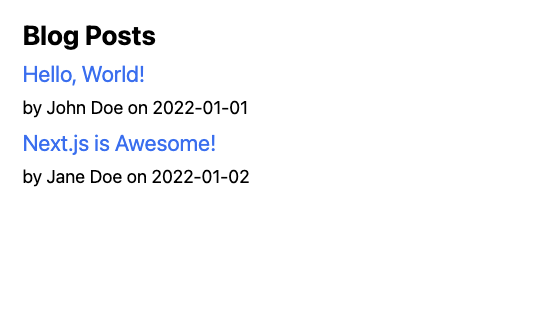 Blog Posts
Hello, World!
by John Doe on 2022-01-01
Next.js is Awesome!
by Jane Doe on 2022-01-02